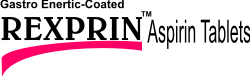 Gastro Enertic-Coated
REXPRIN™ Aspirin Tablets